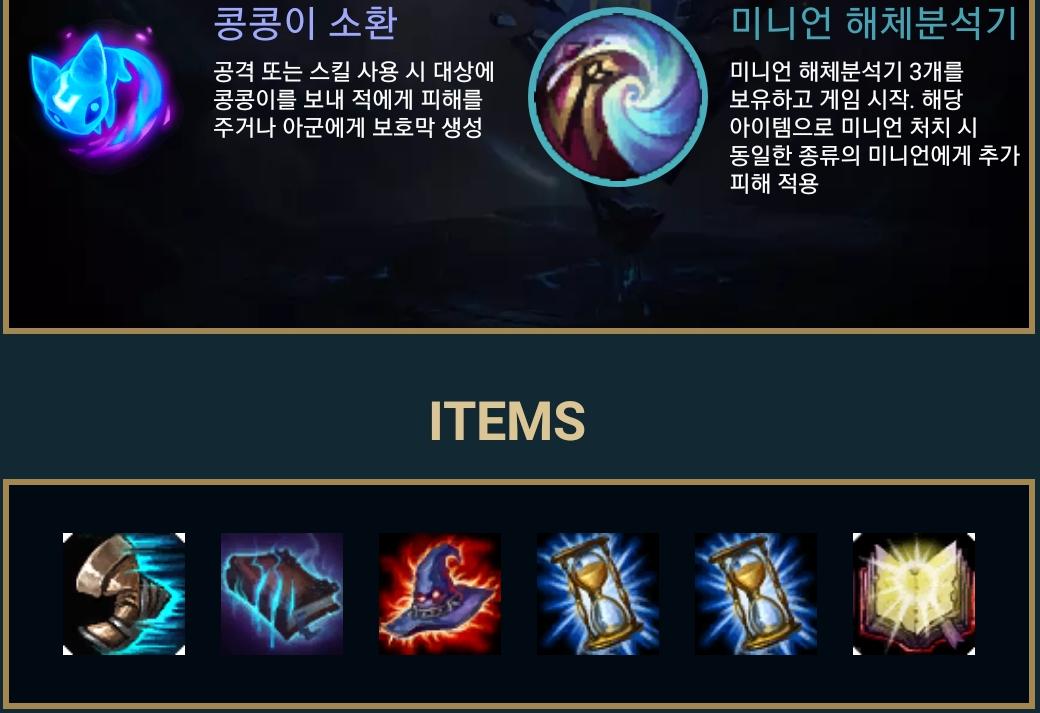 콩콩이 소환
공격 또는 스킬 사용 시 대상에
콩콩이를 보내 적에게 피해를
주거나 아군에게 보호막 생성
미니언 해체분석기
미니언 해체분석기 3개를
보유하고 게임 시작. 해당
아이템으로 미니언 처치 시
동일한 종류의 미니언에게 추가
피해 적용
ITEMS